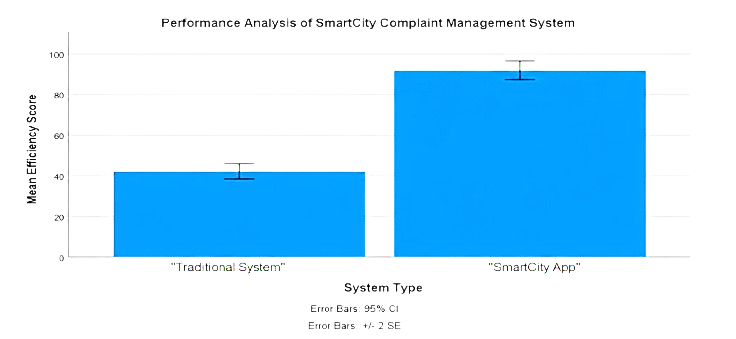 Performance Analysis of SmartCity Complaint Management System
Mean Efficiency Score
100
80
60
40
20
0
"Traditional System" "SmartCity App"
System Type
Error Bars: 95% CI
Error Bars: +/- 2 SE